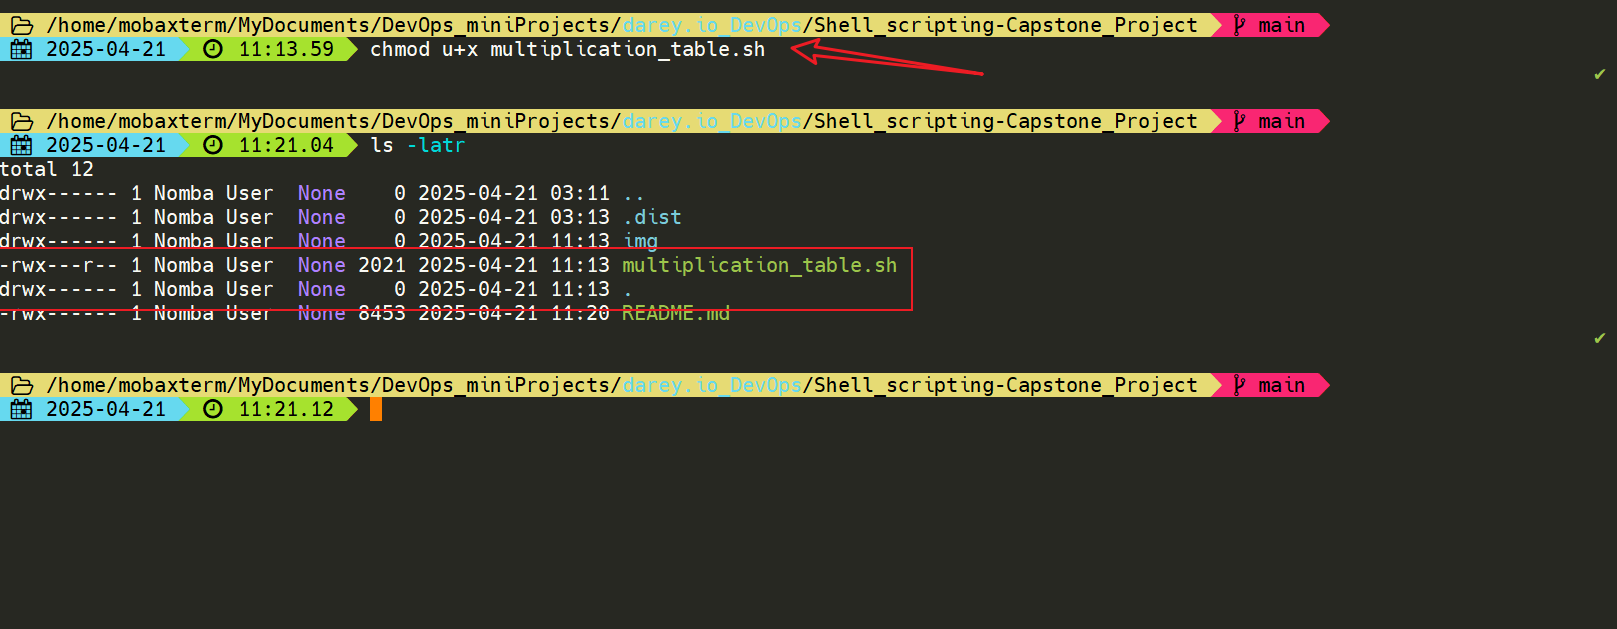 /home/mobaxterm/MyDocuments/DevOps_miniProjects/darey.io_DevOps/Shell_scripting-Capstone_Project main
2025-04-21 11:13.59 chmod u+x multiplication_table.sh
✔
/home/mobaxterm/MyDocuments/DevOps_miniProjects/darey.io_DevOps/Shell_scripting-Capstone_Project main
2025-04-21 11:21.04 ls -latr
total 12
drwx------ 1 Nomba User  None    0 2025-04-21 03:11 ..
drwx------ 1 Nomba User  None    0 2025-04-21 03:13 .dist
drwx------ 1 Nomba User  None    0 2025-04-21 11:13 img
-rwx---r-- 1 Nomba User  None 2021 2025-04-21 11:13 multiplication_table.sh
drwx------ 1 Nomba User  None    0 2025-04-21 11:13 .
-rwx------ 1 Nomba User  None 8453 2025-04-21 11:20 README.md
✔
/home/mobaxterm/MyDocuments/DevOps_miniProjects/darey.io_DevOps/Shell_scripting-Capstone_Project main
2025-04-21 11:21.12